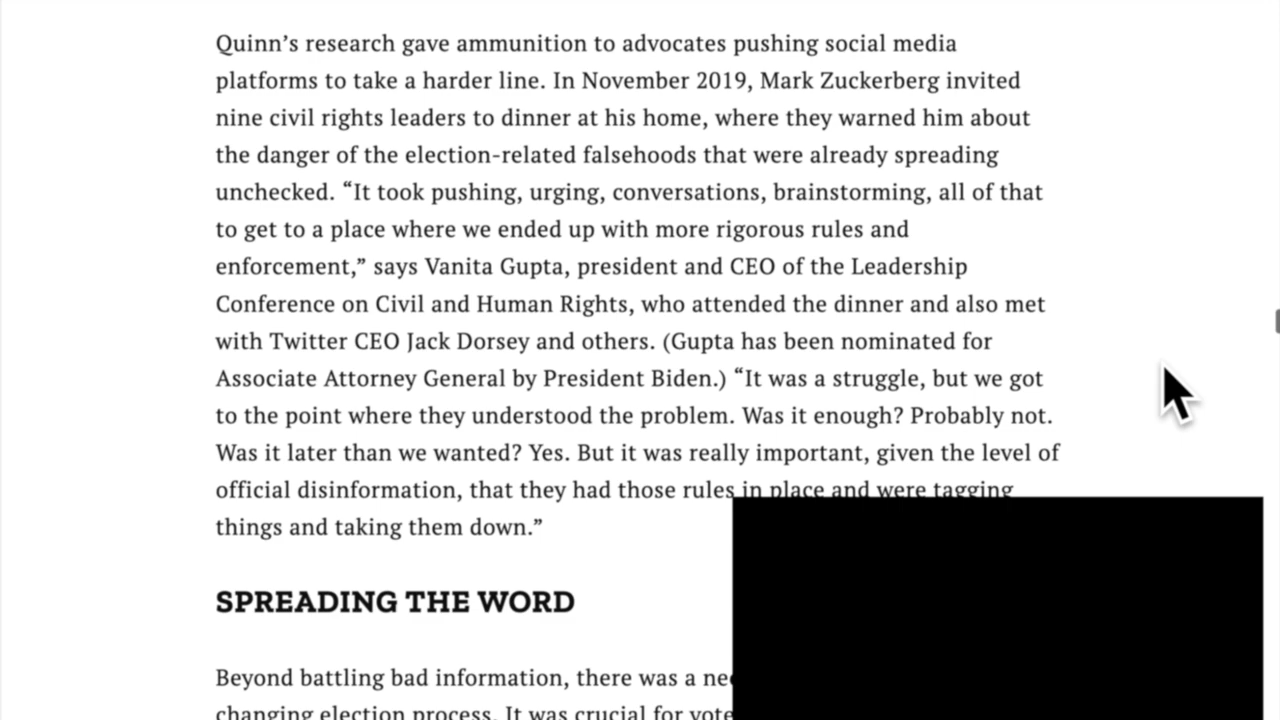 Quinn’s research gave ammunition to advocates pushing social media
platforms to take a harder line. In November 2019, Mark Zuckerberg invited
nine civil rights leaders to dinner at his home, where they warned him about
the danger of the election-related falsehoods that were already spreading
unchecked. “It took pushing, urging, conversations, brainstorming, all of that
to get to a place where we ended up with more rigorous rules and
enforcement,” says Vanita Gupta, president and CEO of the Leadership
Conference on Civil and Human Rights, who attended the dinner and also met
with Twitter CEO Jack Dorsey and others. (Gupta has been nominated for
Associate Attorney General by President Biden.) “It was a struggle, but we got
to the point where they understood the problem. Was it enough? Probably not.
Was it later than we wanted? Yes. But it was really important, given the level of
official disinformation, that they had those rules in place and were tagging
things and taking them down.”
SPREADING THE WORD
Beyond battling bad information, there was a
changing election process. It was crucial for